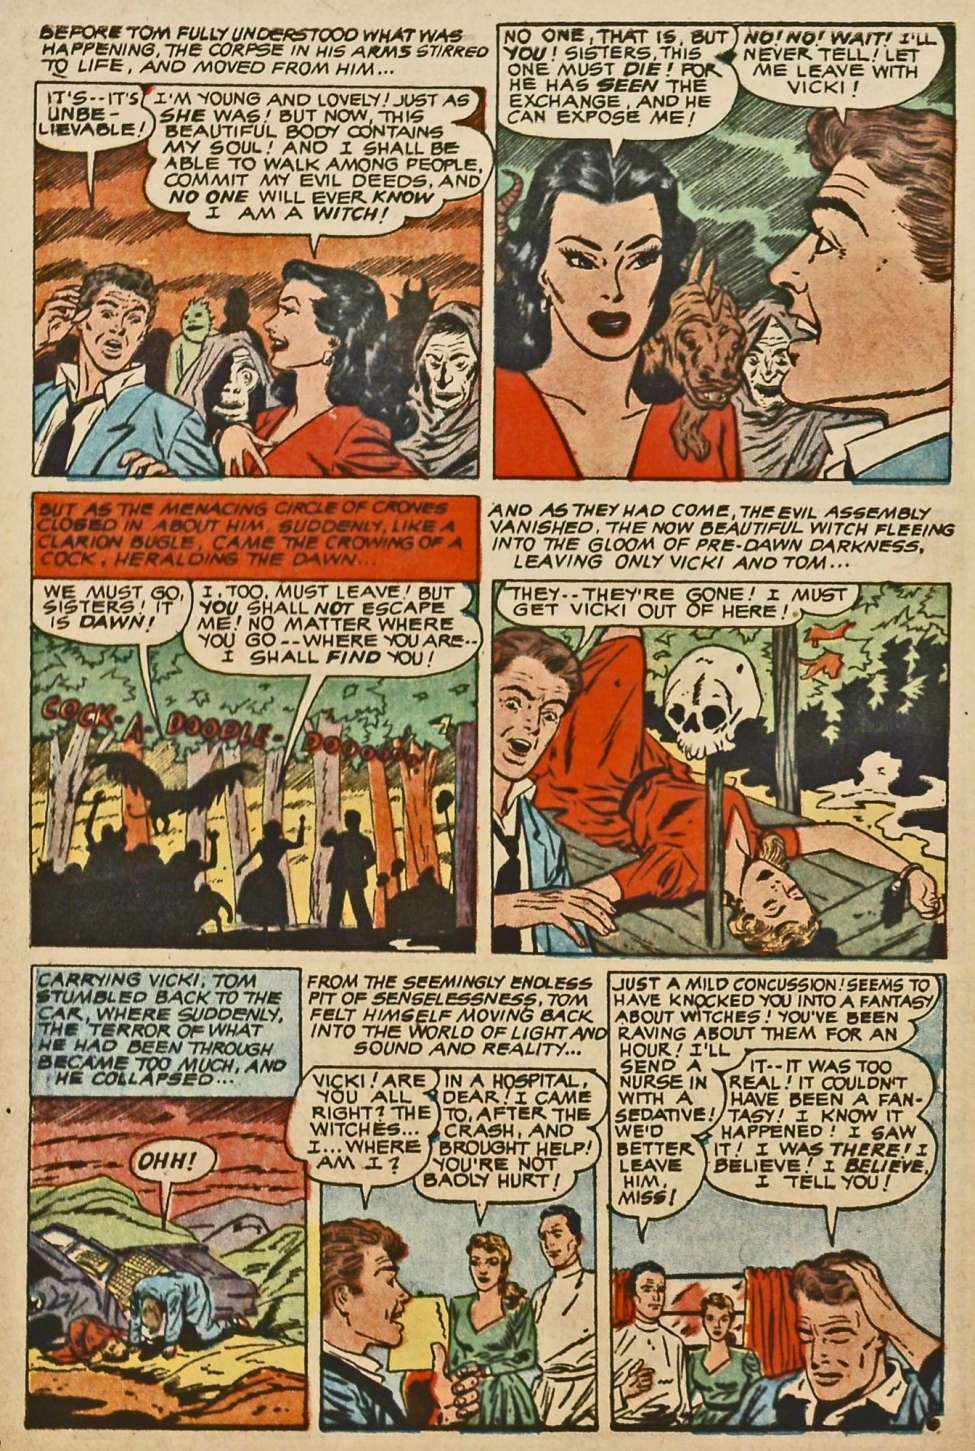 BEFORE TOM FULLY UNDERSTOOD WHAT WAS
HAPPENING, THE CORPSE IN HIS ARMS STIRRED
TO LIFE, AND MOVED FROM HIM...
IT'S--IT'S
UNBE-
LIEVABLE!
I'M YOUNG AND LOVELY! JUST AS
SHE WAS! BUT NOW, THIS
BEAUTIFUL BODY CONTAINS
MY SOUL! AND I SHALL BE
ABLE TO WALK AMONG PEOPLE,
COMMIT MY EVIL DEEDS, AND
NO ONE WILL EVER KNOW
I AM A WITCH!
NO ONE, THAT IS, BUT
YOU! SISTERS, THIS
ONE MUST DIE! FOR
HE HAS SEEN THE
EXCHANGE, AND HE
CAN EXPOSE ME!
NO! NO! WAIT! I'LL
NEVER TELL! LET
ME LEAVE WITH
VICKI!
BUT AS THE MENACING CIRCLE OF CRONES
CLOSED IN ABOUT HIM, SUDDENLY, LIKE A
CLARION BUGLE, CAME THE CROWING OF A
COCK, HERALDING THE DAWN...
WE MUST GO,
SISTERS! IT
IS DAWN!
I, TOO, MUST LEAVE! BUT
YOU SHALL NOT ESCAPE
ME! NO MATTER WHERE
YOU GO--WHERE YOU ARE--
I SHALL FIND YOU!
COCK-A-DOODLE-DOOOOOO!
AND AS THEY HAD COME, THE EVIL ASSEMBLY
VANISHED, THE NOW BEAUTIFUL WITCH FLEEING
INTO THE GLOOM OF PRE-DAWN DARKNESS,
LEAVING ONLY VICKI AND TOM...
THEY--THEY'RE GONE! I MUST
GET VICKI OUT OF HERE!
CARRYING VICKI, TOM
STUMBLED BACK TO THE
CAR, WHERE SUDDENLY,
THE TERROR OF WHAT
HE HAD BEEN THROUGH
BECAME TOO MUCH, AND
HE COLLAPSED...
OHH!
FROM THE SEEMINGLY ENDLESS
PIT OF SENSELESSNESS, TOM
FELT HIMSELF MOVING BACK
INTO THE WORLD OF LIGHT AND
SOUND AND REALITY...
VICKI! ARE
YOU ALL
RIGHT? THE
WITCHES...
I...WHERE
AM I?
IN A HOSPITAL,
DEAR! I CAME
TO, AFTER THE
CRASH, AND
BROUGHT HELP!
YOU'RE NOT
BADLY HURT!
JUST A MILD CONCUSSION! SEEMS TO
HAVE KNOCKED YOU INTO A FANTASY
ABOUT WITCHES! YOU'VE BEEN
RAVING ABOUT THEM FOR AN
HOUR! I'LL
SEND A
NURSE IN
WITH A
SEDATIVE!
WE'D
BETTER
LEAVE
HIM,
MISS!
IT--IT WAS TOO
REAL! IT COULDN'T
HAVE BEEN A FAN-
TASY! I KNOW IT
HAPPENED! I SAW
IT! I WAS THERE! I
BELIEVE! I BELIEVE,
I TELL YOU!